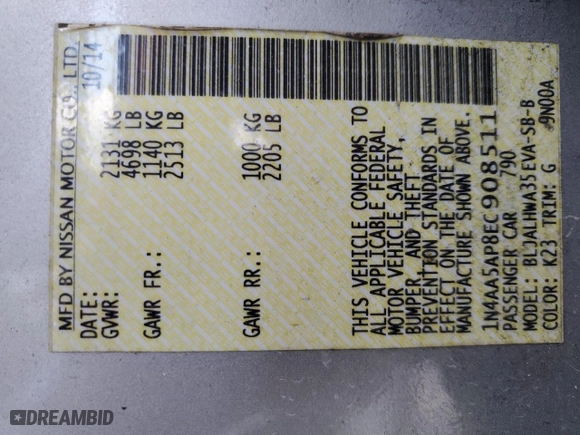 MFD BY NISSAN MOTOR CO., LTD.
DATE: 10/14
GVWR: 2131 KG
4698 LB
GAWR FR.: 1140 KG
2513 LB
GAWR RR.: 1000 KG
2205 LB
THIS VEHICLE CONFORMS TO
ALL APPLICABLE FEDERAL
MOTOR VEHICLE SAFETY,
BUMPER, AND THEFT
PREVENTION STANDARDS IN
EFFECT ON THE DATE OF
MANUFACTURE SHOWN ABOVE.
1N4AA5AP8EC908511
PASSENGER CAR 790
MODEL: BLJALHWA35EVA-SB-B
COLOR: K23 TRIM: G 9N00A
DREAMBID